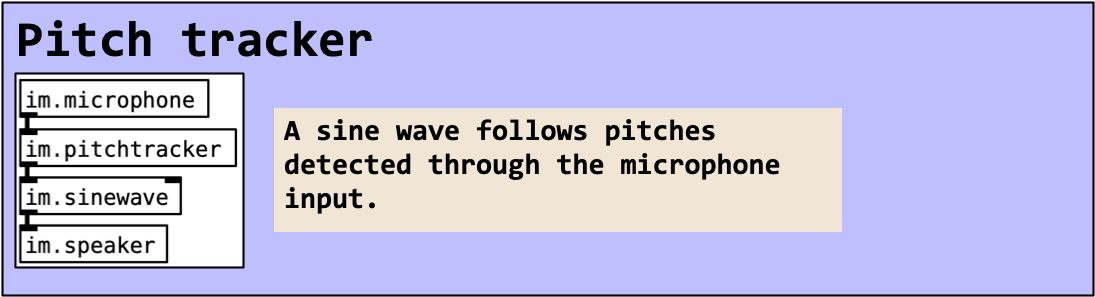 Pitch tracker
im.microphone
im.pitchtracker
im.sinewave
im.speaker
A sine wave follows pitches
detected through the microphone
input.